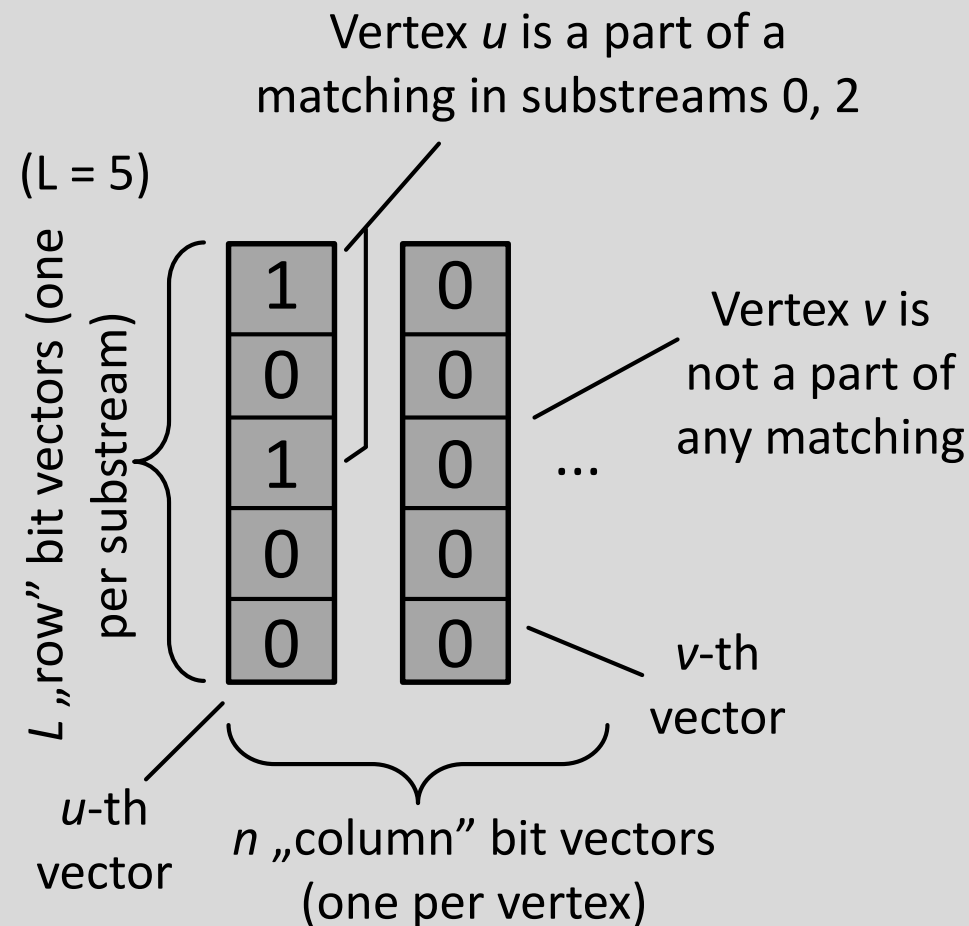 Vertex u is a part of a
matching in substreams 0, 2
(L = 5)
L „row” bit vectors (one
per substream)
1 0
0 0
1 0
0 0
0 0
...
Vertex v is
not a part of
any matching
v-th
vector
u-th
vector
n „column” bit vectors
(one per vertex)